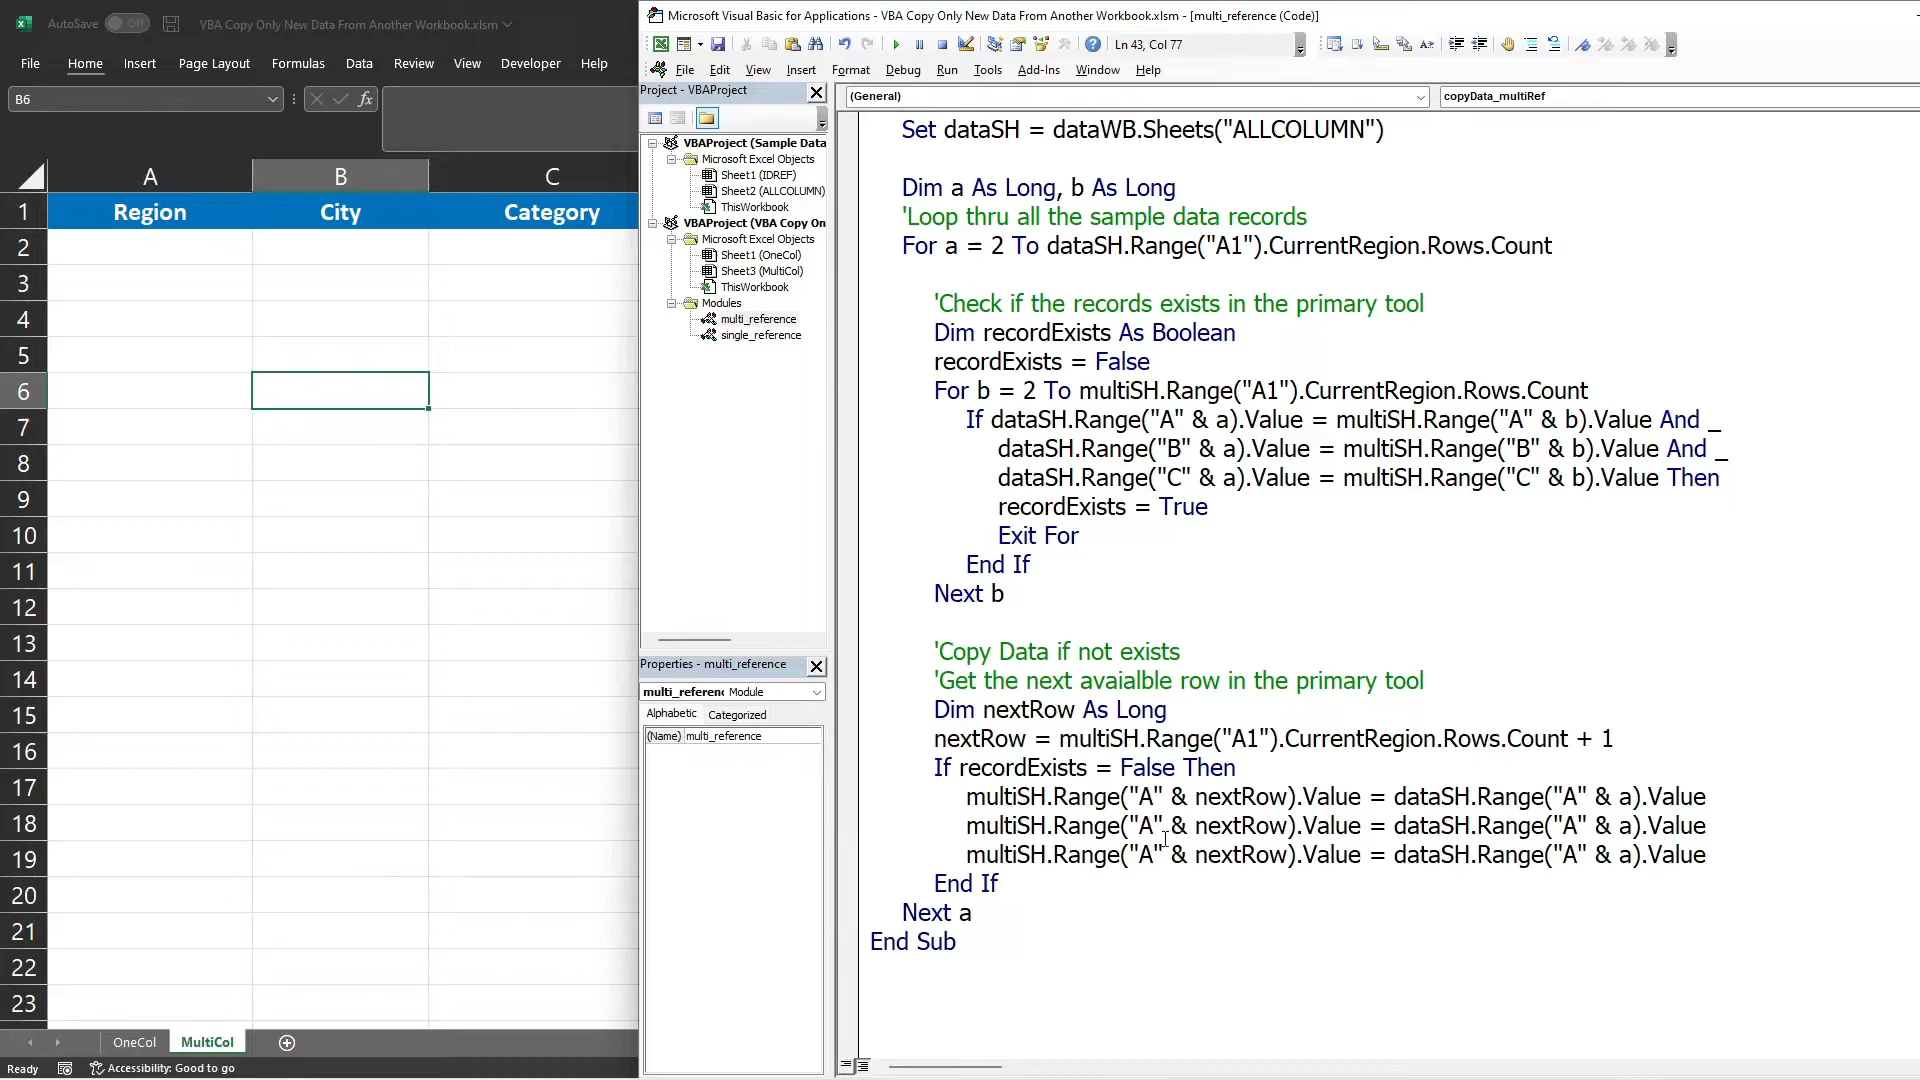 AutoSave Off
VBA Copy Only New Data From Another Workbook.xlsm
File Home Insert Page Layout Formulas Data Review View Developer Help
B6
fx
A B C
1 Region City Category
2
3
4
5
6
7
8
9
10
11
12
13
14
15
16
17
18
19
20
21
22
23
OneCol MultiCol
Ready Accessibility: Good to go
Microsoft Visual Basic for Applications - VBA Copy Only New Data From Another Workbook.xlsm - [multi_reference (Code)]
Ln 43, Col 77
File Edit View Insert Format Debug Run Tools Add-Ins Window Help
Project - VBAProject
VBAProject (Sample Data
Microsoft Excel Objects
Sheet1 (IDREF)
Sheet2 (ALLCOLUMN)
ThisWorkbook
VBAProject (VBA Copy On
Microsoft Excel Objects
Sheet1 (OneCol)
Sheet3 (MultiCol)
ThisWorkbook
Modules
multi_reference
single_reference
Properties - multi_reference
multi_referenc Module
Alphabetic Categorized
(Name) multi_reference
(General) copyData_multiRef
Set dataSH = dataWB.Sheets("ALLCOLUMN")
Dim a As Long, b As Long
'Loop thru all the sample data records
For a = 2 To dataSH.Range("A1").CurrentRegion.Rows.Count
'Check if the records exists in the primary tool
Dim recordExists As Boolean
recordExists = False
For b = 2 To multiSH.Range("A1").CurrentRegion.Rows.Count
If dataSH.Range("A" & a).Value = multiSH.Range("A" & b).Value And _
dataSH.Range("B" & a).Value = multiSH.Range("B" & b).Value And _
dataSH.Range("C" & a).Value = multiSH.Range("C" & b).Value Then
recordExists = True
Exit For
End If
Next b
'Copy Data if not exists
'Get the next avaialble row in the primary tool
Dim nextRow As Long
nextRow = multiSH.Range("A1").CurrentRegion.Rows.Count + 1
If recordExists = False Then
multiSH.Range("A" & nextRow).Value = dataSH.Range("A" & a).Value
multiSH.Range("A" & nextRow).Value = dataSH.Range("A" & a).Value
multiSH.Range("A" & nextRow).Value = dataSH.Range("A" & a).Value
End If
Next a
End Sub